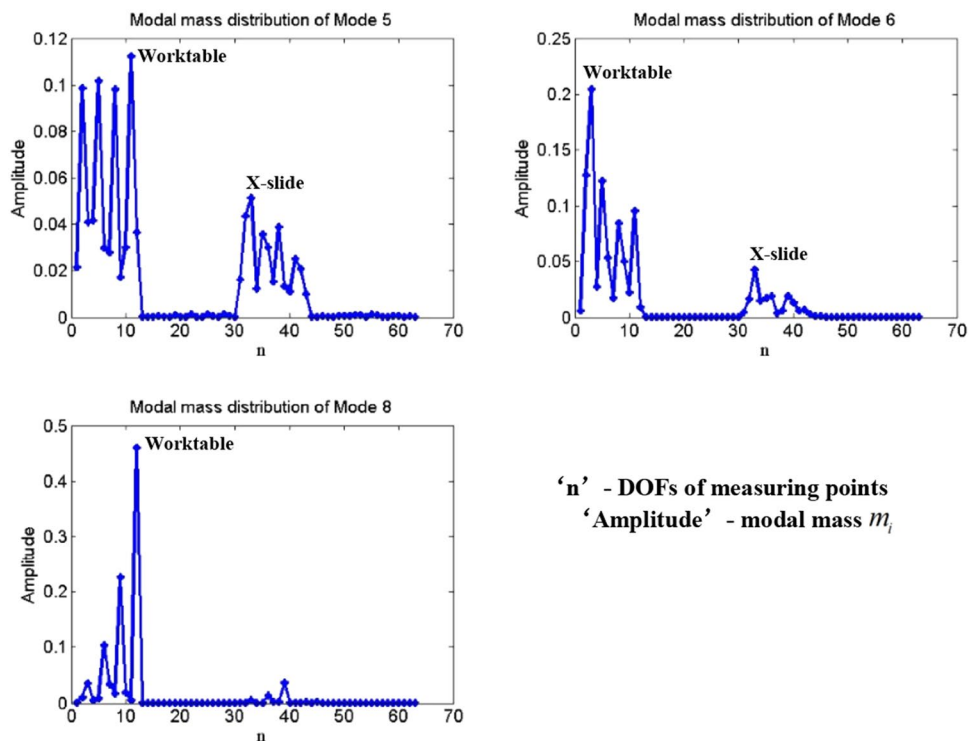 Modal mass distribution of Mode 5
0.12
0.1
0.08
0.06
0.04
0.02
0
Amplitude
Worktable
X-slide
0 10 20 30 40 50 60 70
n
Modal mass distribution of Mode 6
0.25
0.2
0.15
0.1
0.05
0
Amplitude
Worktable
X-slide
0 10 20 30 40 50 60 70
n
Modal mass distribution of Mode 8
0.5
0.4
0.3
0.2
0.1
0
Amplitude
Worktable
0 10 20 30 40 50 60 70
n
‘n’ - DOFs of measuring points
‘Amplitude’ - modal mass m_i